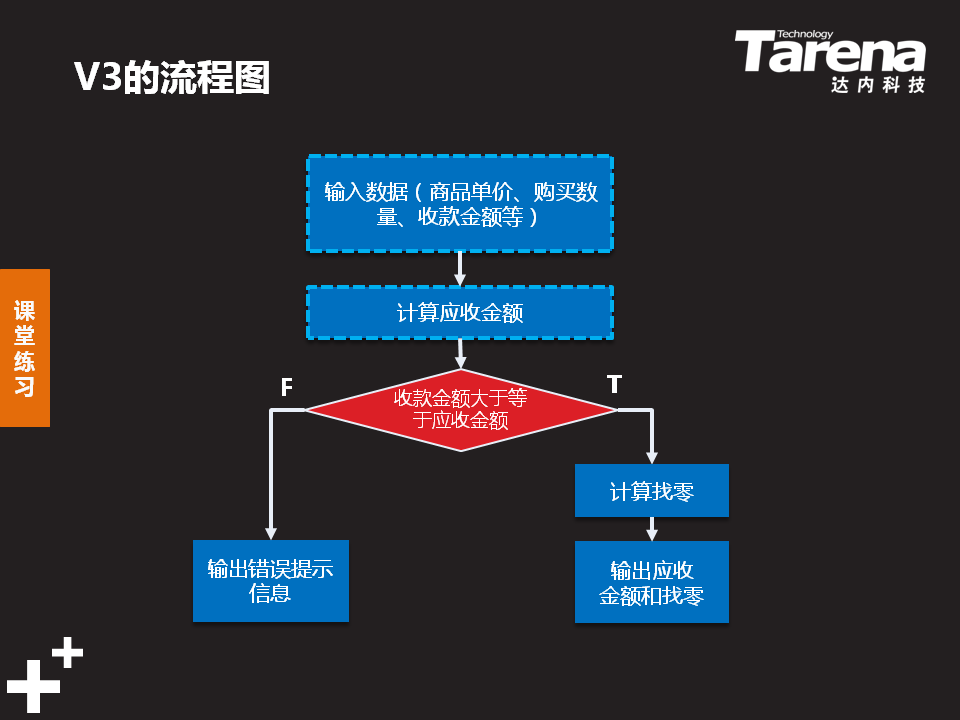 Technology
Tarena
达内科技
V3的流程图
输入数据（商品单价、购买数
量、收款金额等）
计算应收金额
课
堂
练
习
F
T
收款金额大于等
于应收金额
计算找零
输出错误提示
信息
输出应收
金额和找零